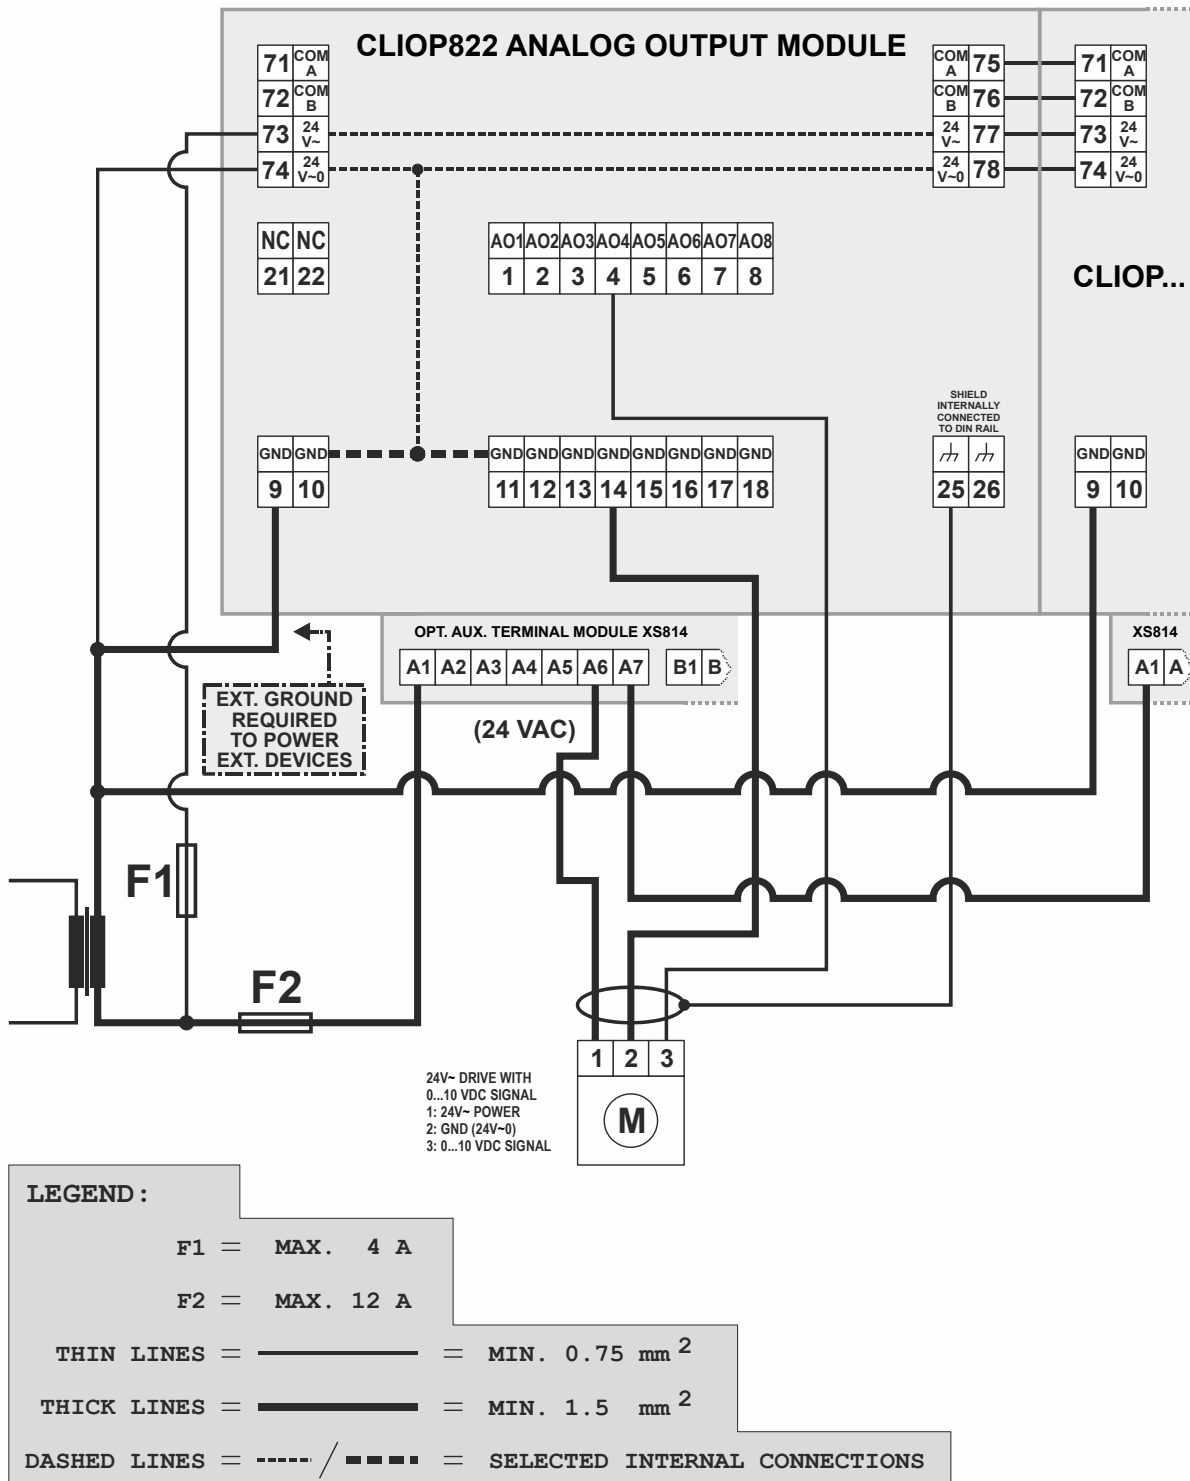 CLIOP822 ANALOG OUTPUT MODULE
71 COM A
72 COM B
73 24 V~
74 24 V~0
COM A 75
COM B 76
24 V~ 77
24 V~0 78
71 COM A
72 COM B
73 24 V~
74 24 V~0
NC NC
21 22
AO1 AO2 AO3 AO4 AO5 AO6 AO7 AO8
1 2 3 4 5 6 7 8
CLIOP...
SHIELD
INTERNALLY
CONNECTED
TO DIN RAIL
GND GND
9 10
GND GND GND GND GND GND GND GND
11 12 13 14 15 16 17 18
25 26
GND GND
9 10
OPT. AUX. TERMINAL MODULE XS814
A1 A2 A3 A4 A5 A6 A7 B1 B
XS814
A1 A
(24 VAC)
EXT. GROUND
REQUIRED
TO POWER
EXT. DEVICES
F1
F2
1 2 3
M
24V~ DRIVE WITH
0...10 VDC SIGNAL
1: 24V~ POWER
2: GND (24V~0)
3: 0...10 VDC SIGNAL
LEGEND:
F1 = MAX. 4 A
F2 = MAX. 12 A
THIN LINES = = MIN. 0.75 mm 2
THICK LINES = = MIN. 1.5 mm 2
DASHED LINES = / = SELECTED INTERNAL CONNECTIONS